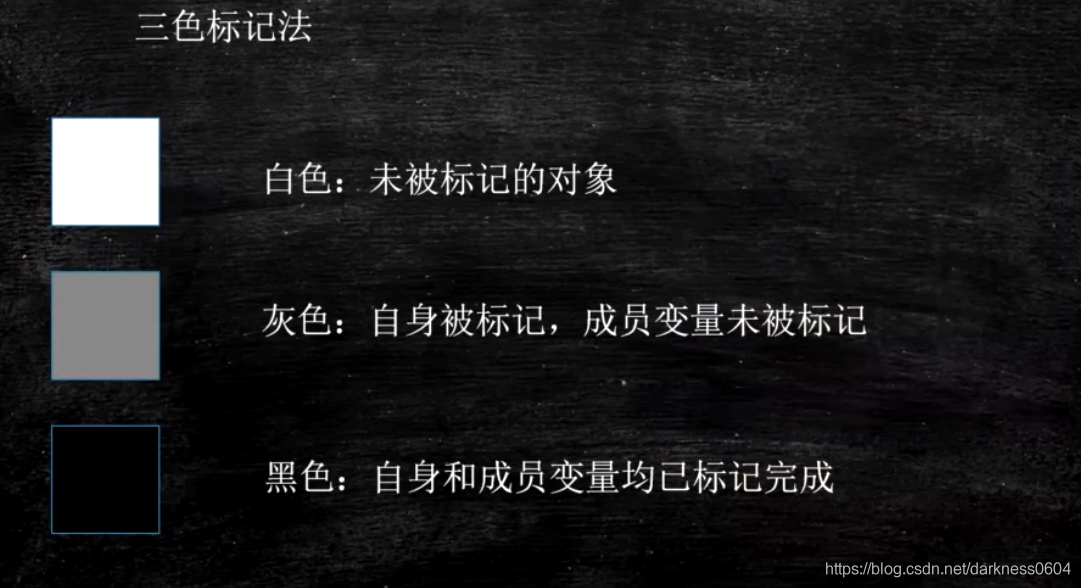 三色标记法
白色：未被标记的对象
灰色：自身被标记，成员变量未被标记
黑色：自身和成员变量均已标记完成
https://blog.csdn.net/darkness0604